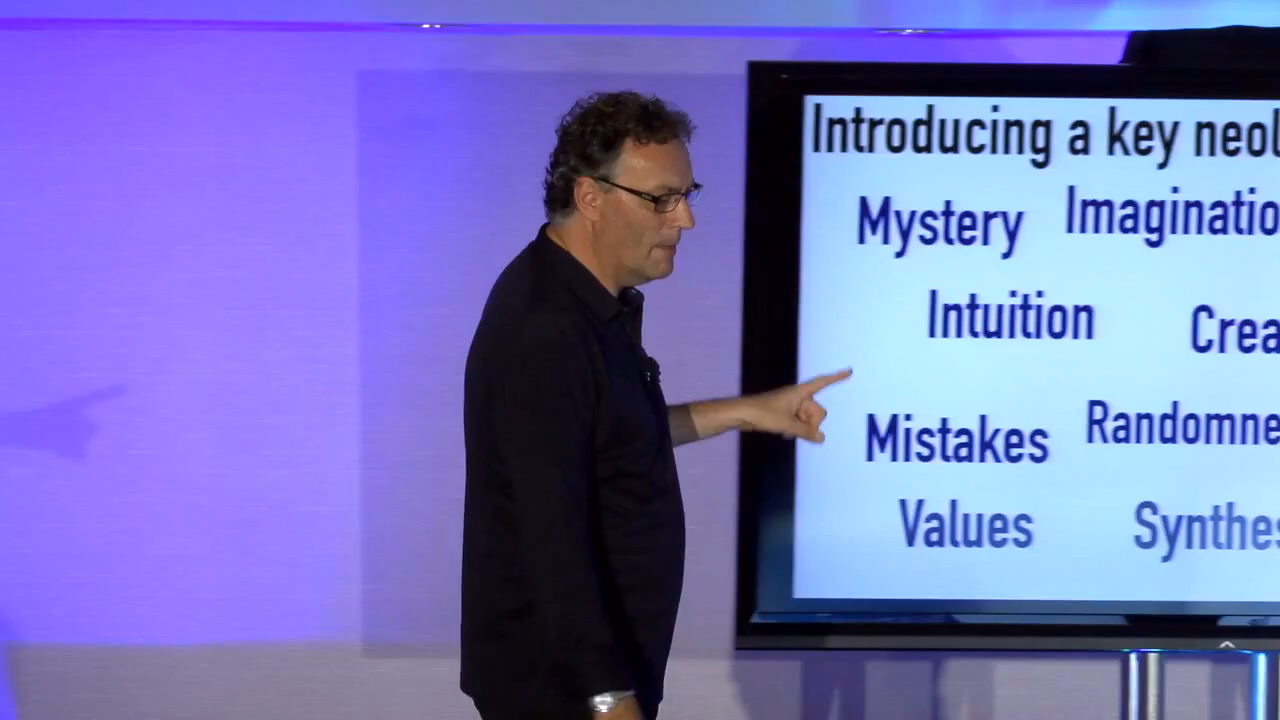 Introducing a key neol
Mystery Imaginatio
Intuition Crea
Mistakes Randomne
Values Synthes